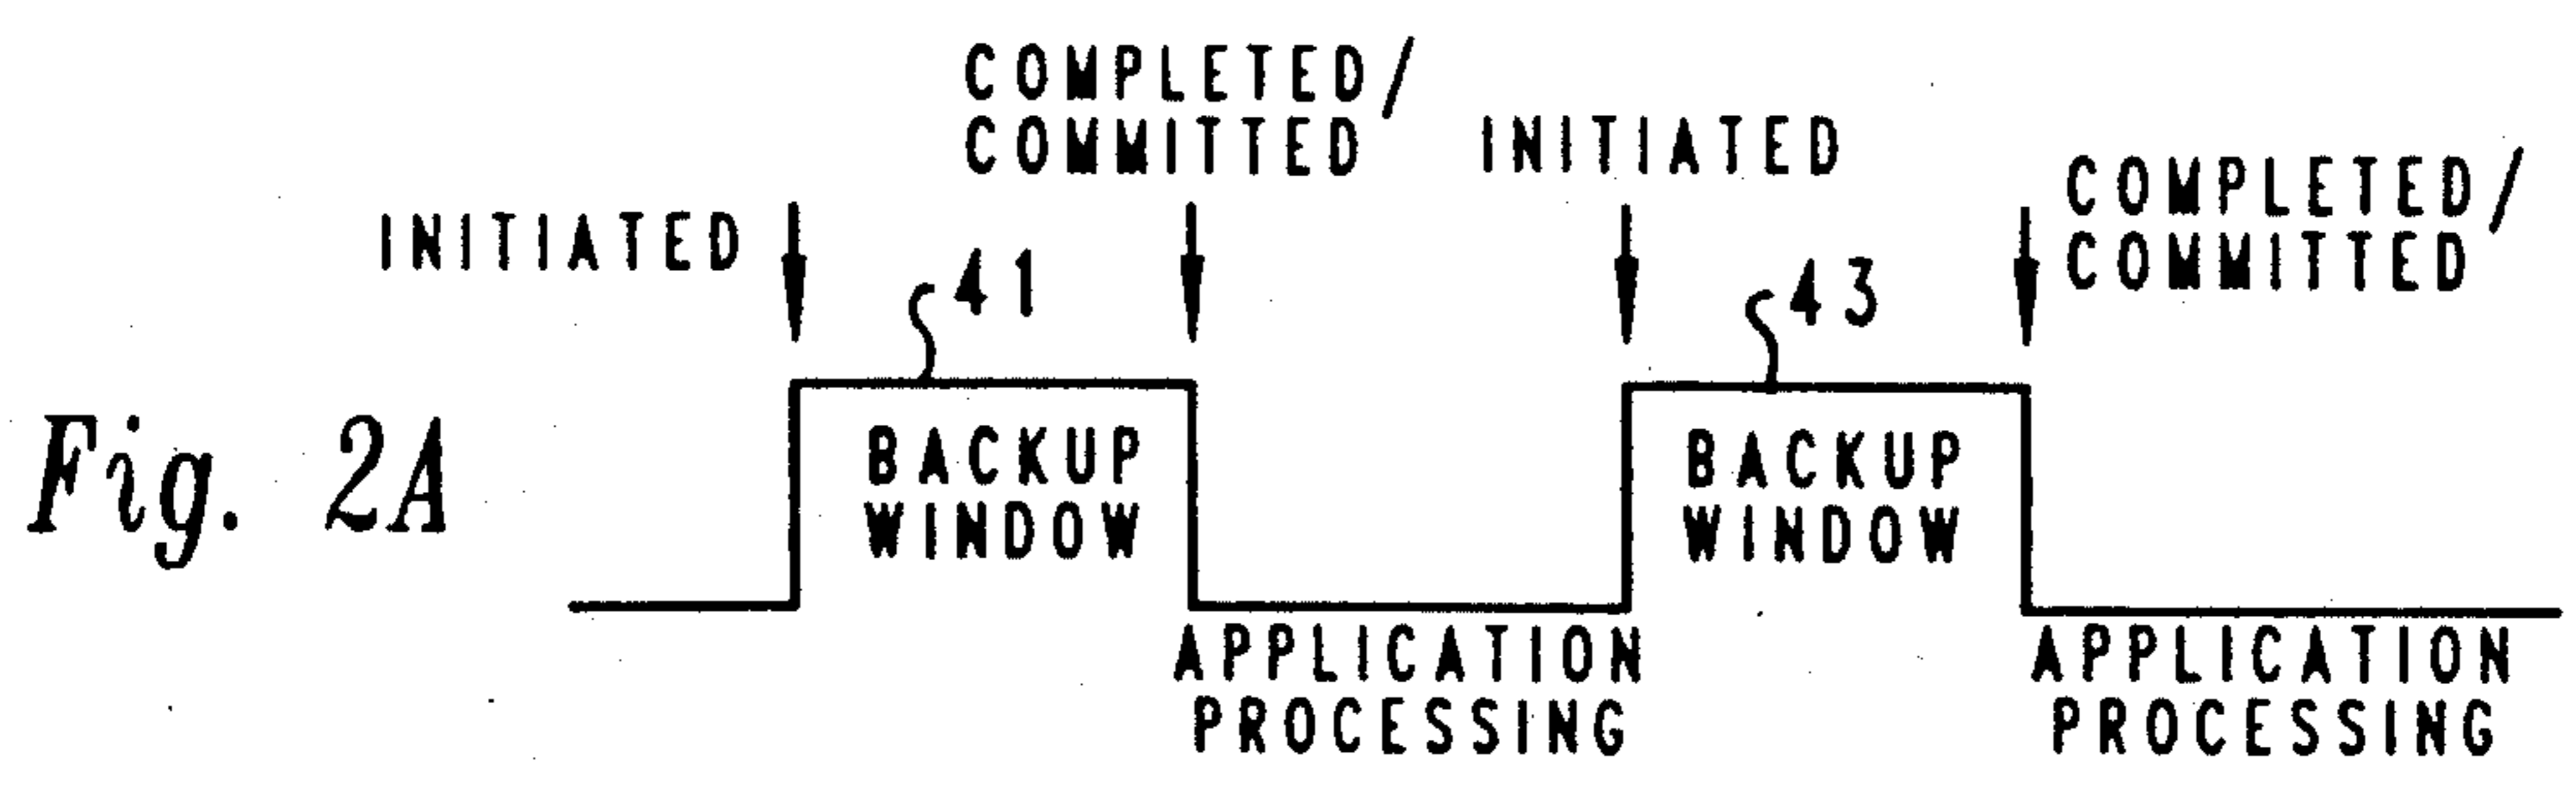 COMPLETED/
COMMITTED
INITIATED
COMPLETED/
COMMITTED
INITIATED
41
43
Fig. 2A
BACKUP
WINDOW
BACKUP
WINDOW
APPLICATION
PROCESSING
APPLICATION
PROCESSING